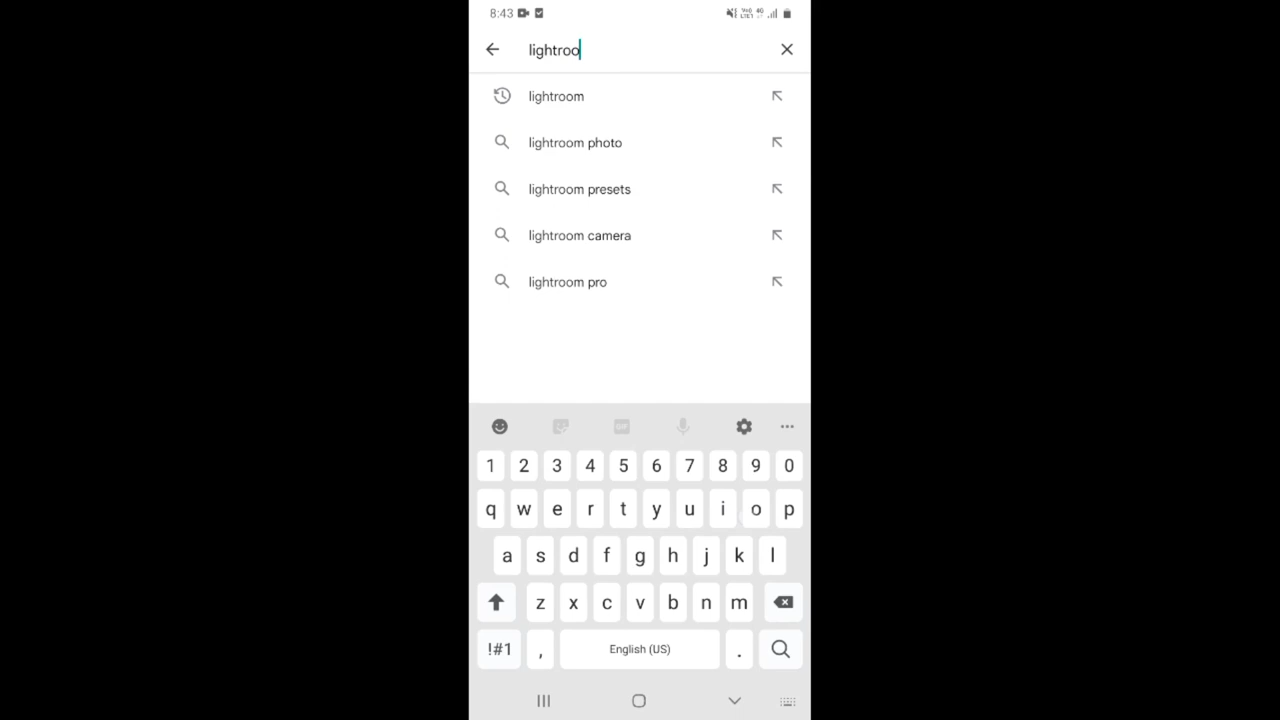 8:43
lightroo
lightroom
lightroom photo
lightroom presets
lightroom camera
lightroom pro
GIF
1 2 3 4 5 6 7 8 9 0
q w e r t y u i o p
a s d f g h j k l
z x c v b n m
!#1 , English (US) .